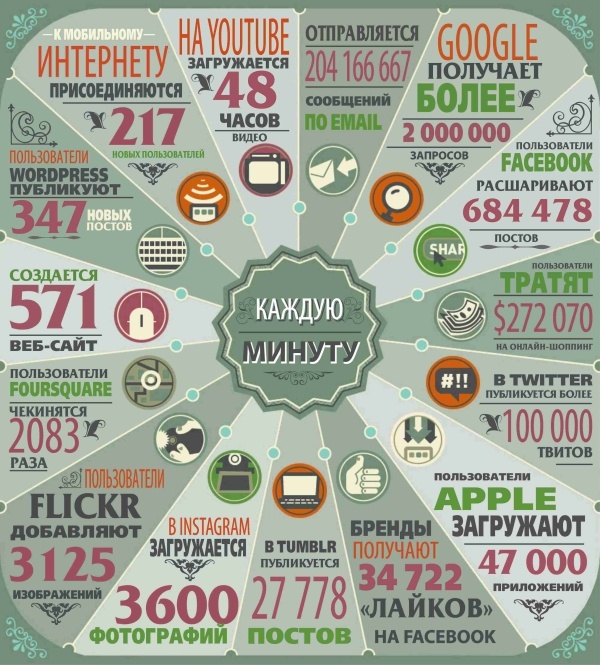 КАЖДУЮ
МИНУТУ
К МОБИЛЬНОМУ
ИНТЕРНЕТУ
ПРИСОЕДИНЯЮТСЯ
217
НОВЫХ ПОЛЬЗОВАТЕЛЕЙ
НА YOUTUBE
ЗАГРУЖАЕТСЯ
48
ЧАСОВ
ВИДЕО
ОТПРАВЛЯЕТСЯ
204 166 667
СООБЩЕНИЙ
ПО EMAIL
GOOGLE
ПОЛУЧАЕТ
БОЛЕЕ
2 000 000
ЗАПРОСОВ
ПОЛЬЗОВАТЕЛИ
FACEBOOK
РАСШАРИВАЮТ
684 478
ПОСТОВ
SHAR
ПОЛЬЗОВАТЕЛИ
ТРАТЯТ
$272 070
НА ОНЛАЙН-ШОППИНГ
#!!
В TWITTER
ПУБЛИКУЕТСЯ БОЛЕЕ
100 000
ТВИТОВ
ПОЛЬЗОВАТЕЛИ
APPLE
ЗАГРУЖАЮТ
47 000
ПРИЛОЖЕНИЙ
БРЕНДЫ
ПОЛУЧАЮТ
34 722
«ЛАЙКОВ»
НА FACEBOOK
В TUMBLR
ПУБЛИКУЕТСЯ
27 778
ПОСТОВ
В INSTAGRAM
ЗАГРУЖАЕТСЯ
3600
ФОТОГРАФИЙ
ПОЛЬЗОВАТЕЛИ
FLICKR
ДОБАВЛЯЮТ
3125
ИЗОБРАЖЕНИЙ
ПОЛЬЗОВАТЕЛИ
FOURSQUARE
ЧЕКИНЯТСЯ
2083
РАЗА
СОЗДАЕТСЯ
571
ВЕБ-САЙТ
ПОЛЬЗОВАТЕЛИ
WORDPRESS
ПУБЛИКУЮТ
347 НОВЫХ
ПОСТОВ